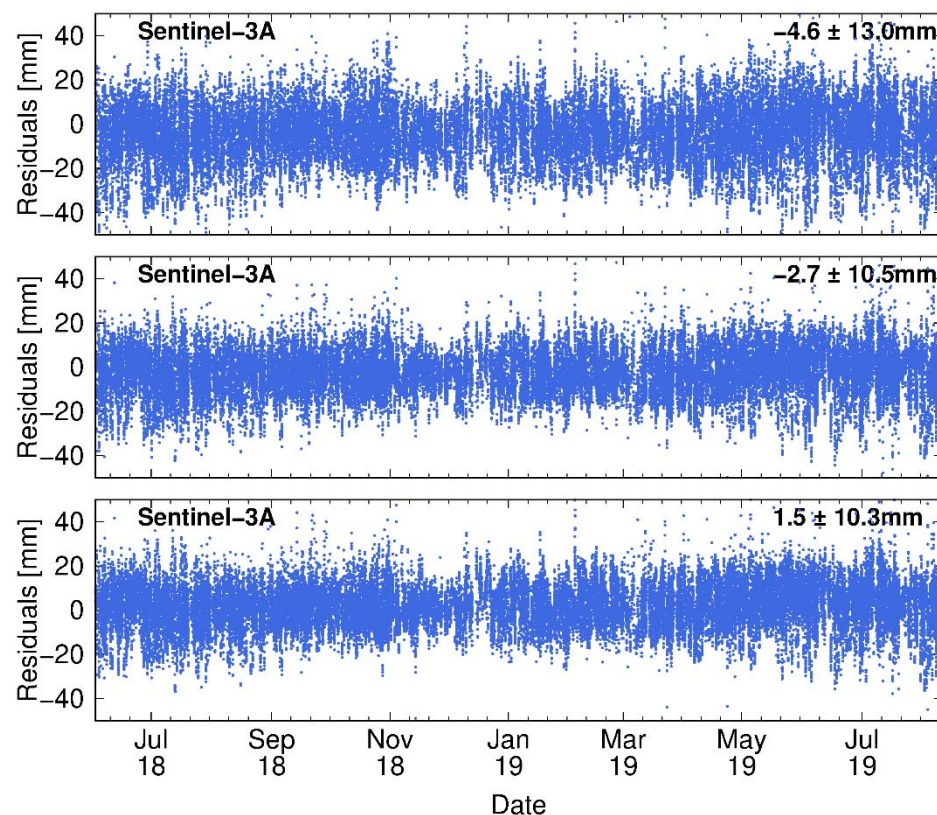 Sentinel−3A −4.6 ± 13.0mm
Residuals [mm]
40
20
0
−20
−40
Sentinel−3A −2.7 ± 10.5mm
Residuals [mm]
40
20
0
−20
−40
Sentinel−3A 1.5 ± 10.3mm
Residuals [mm]
40
20
0
−20
−40
Jul Sep Nov Jan Mar May Jul
18 18 18 19 19 19 19
Date